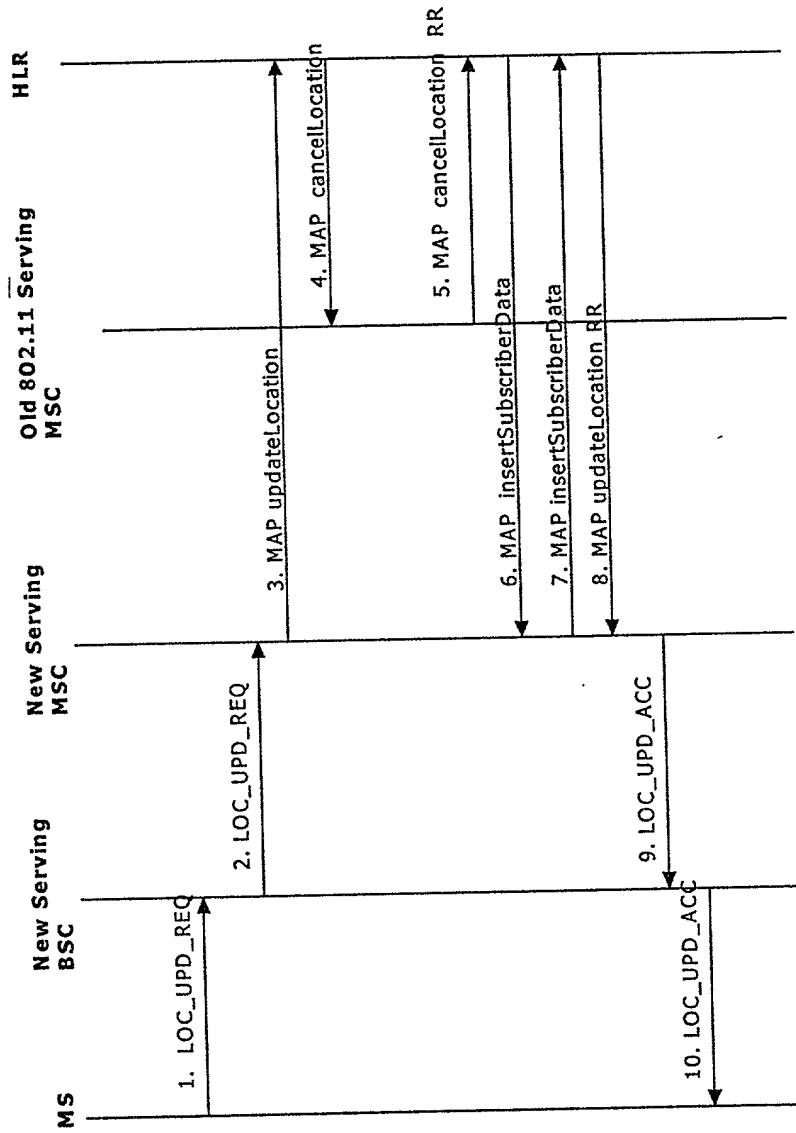 MS
New Serving
BSC
New Serving
MSC
Old 802.11 Serving
MSC
HLR
1. LOC_UPD_REQ
2. LOC_UPD_REQ
3. MAP updateLocation
4. MAP cancelLocation
5. MAP cancelLocation RR
6. MAP insertSubscriberData
7. MAP insertSubscriberData
8. MAP updateLocation RR
9. LOC_UPD_ACC
10. LOC_UPD_ACC